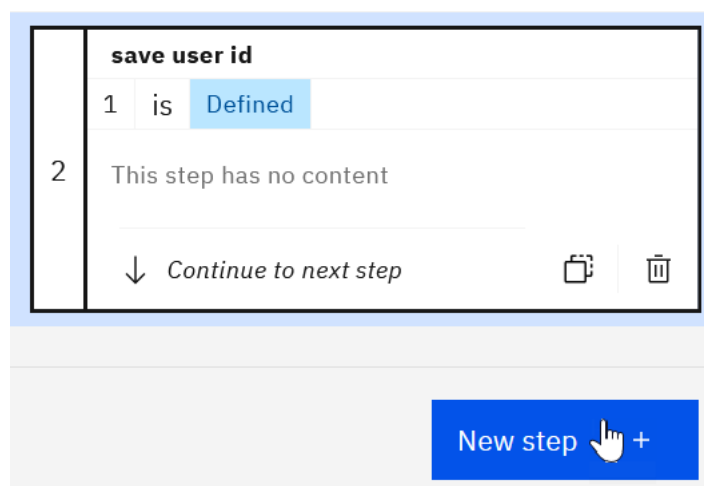 save user id
1 is Defined
2
This step has no content
Continue to next step
New step +